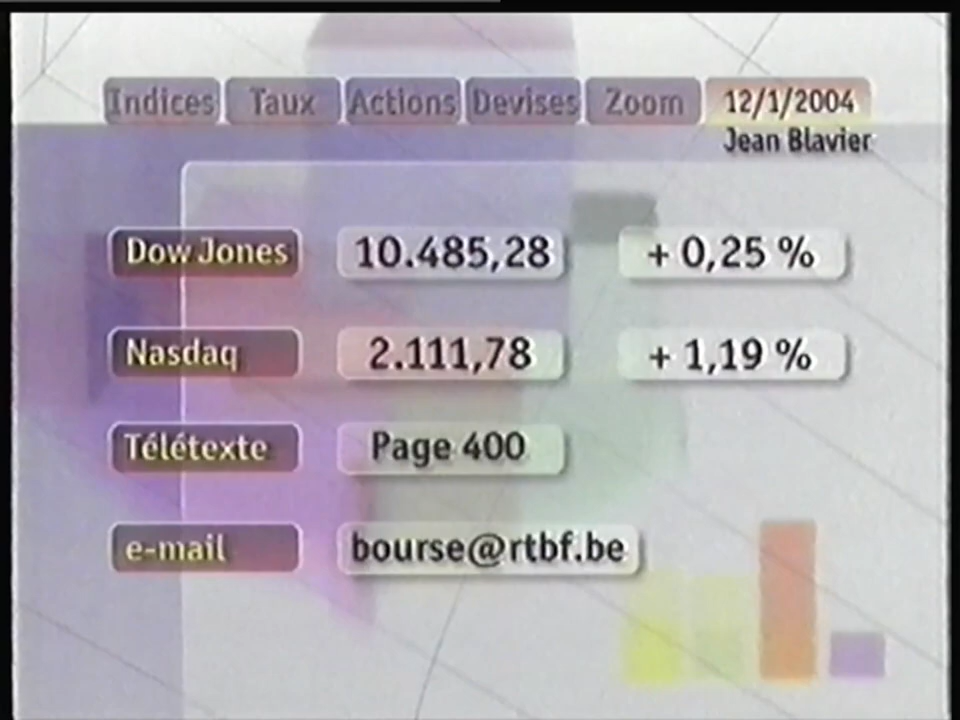 Indices Taux Actions Devises Zoom 12/1/2004
Jean Blavier
Dow Jones 10.485,28 + 0,25 %
Nasdaq 2.111,78 + 1,19 %
Télétexte Page 400
e-mail bourse@rtbf.be